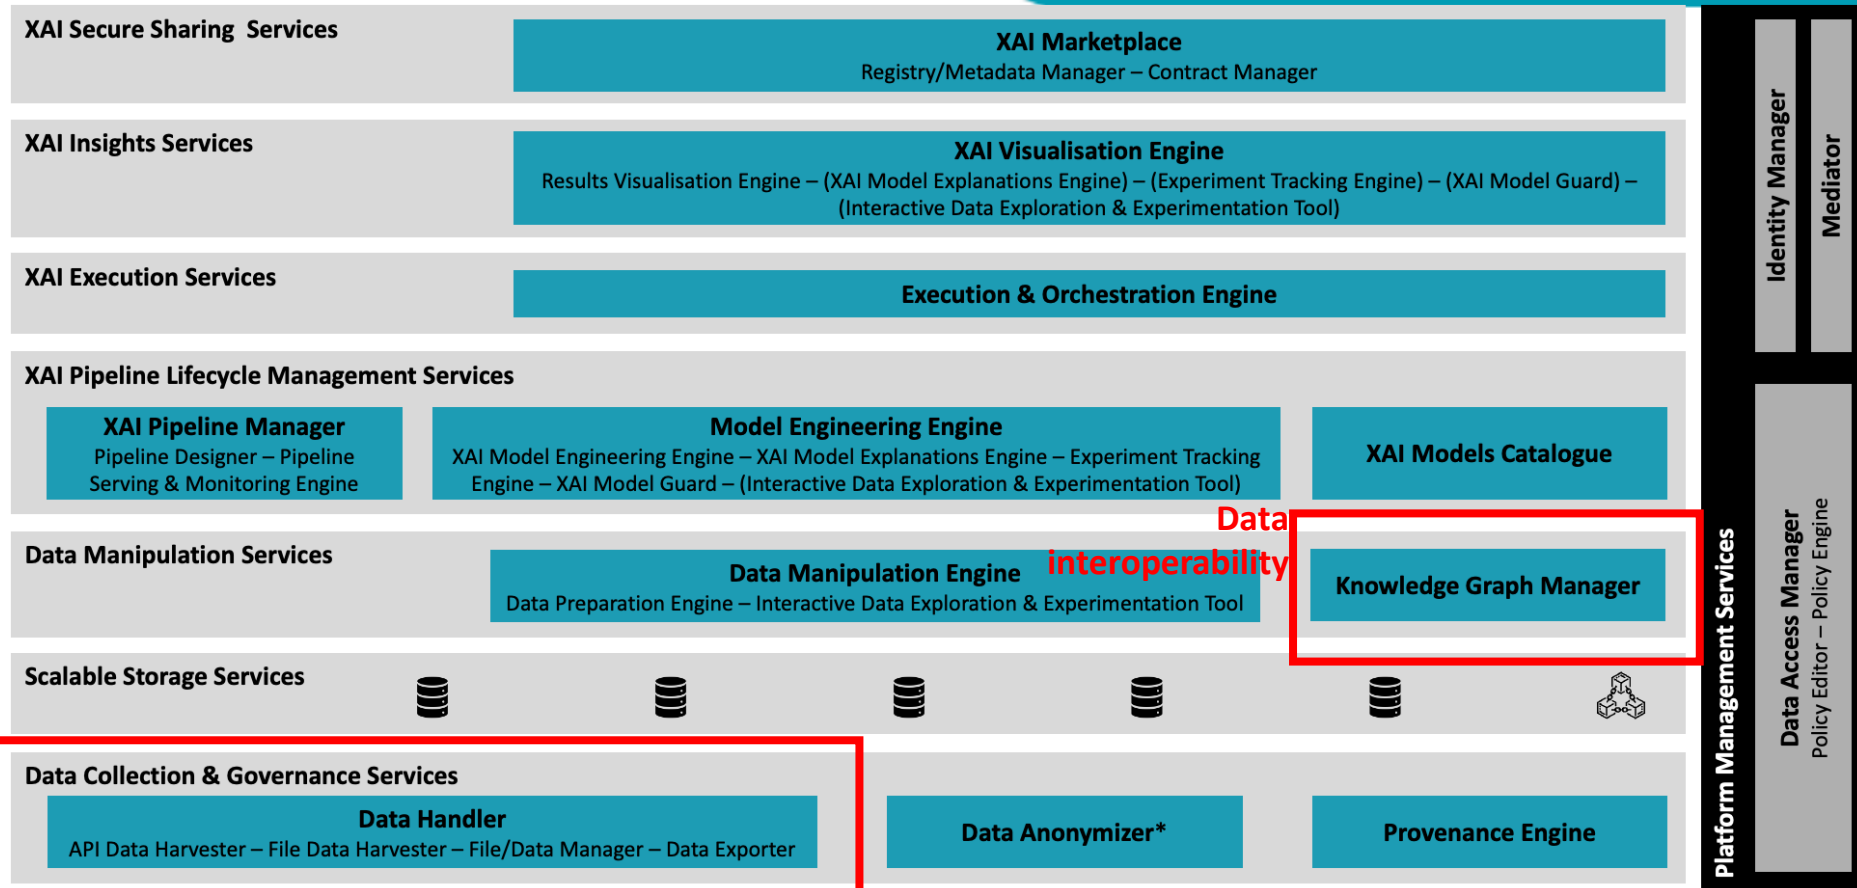 XAI Secure Sharing  Services
XAI Marketplace
Registry/Metadata Manager – Contract Manager
XAI Insights Services
XAI Visualisation Engine
Results Visualisation Engine – (XAI Model Explanations Engine) – (Experiment Tracking Engine) – (XAI Model Guard) –
(Interactive Data Exploration & Experimentation Tool)
XAI Execution Services
Execution & Orchestration Engine
XAI Pipeline Lifecycle Management Services
XAI Pipeline Manager
Pipeline Designer – Pipeline
Serving & Monitoring Engine
Model Engineering Engine
XAI Model Engineering Engine – XAI Model Explanations Engine – Experiment Tracking
Engine – XAI Model Guard – (Interactive Data Exploration & Experimentation Tool)
XAI Models Catalogue
Data
interoperability
Data Manipulation Services
Data Manipulation Engine
Data Preparation Engine – Interactive Data Exploration & Experimentation Tool
Knowledge Graph Manager
Scalable Storage Services
Data Collection & Governance Services
Data Handler
API Data Harvester – File Data Harvester – File/Data Manager – Data Exporter
Data Anonymizer*
Provenance Engine
Platform Management Services
Identity Manager
Mediator
Data Access Manager
Policy Editor – Policy Engine